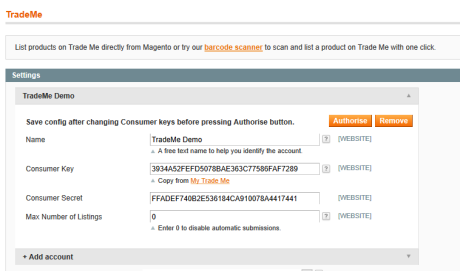 TradeMe
List products on Trade Me directly from Magento or try our barcode scanner to scan and list a product on Trade Me with one click.
Settings
TradeMe Demo
Save config after changing Consumer keys before pressing Authorise button. Authorise Remove
Name TradeMe Demo ? [WEBSITE]
A free text name to help you identify the account.
Consumer Key 3934A52FEFD5078BAE363C77586FAF7289 ? [WEBSITE]
Copy from My Trade Me
Consumer Secret FFADEF740B2E536184CA910078A4417441 [WEBSITE]
Max Number of Listings 0 ? [WEBSITE]
Enter 0 to disable automatic submissions.
+ Add account